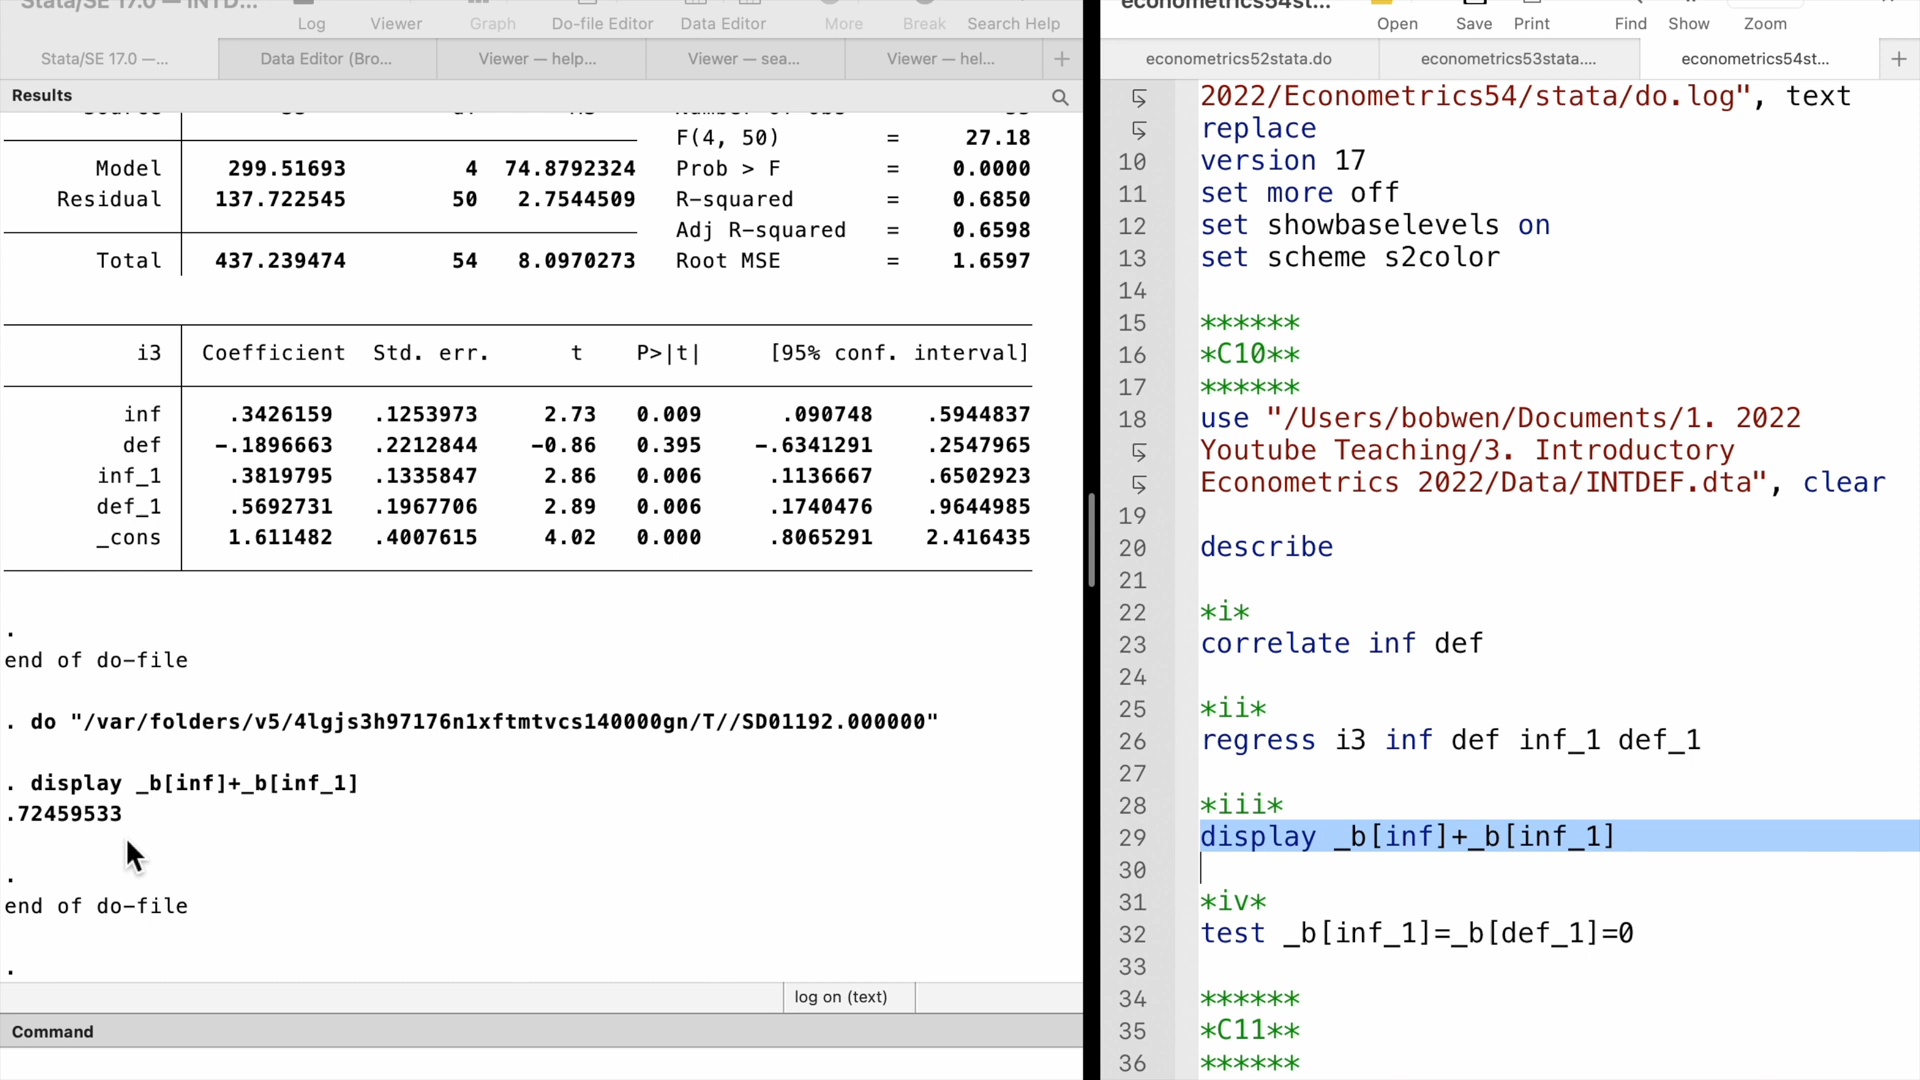 Stata/SE 17.0 — INTD...
Log Viewer Graph Do-file Editor Data Editor More Break Search Help
Stata/SE 17.0 —... Data Editor (Bro... Viewer — help... Viewer — sea... Viewer — hel... +
Results
F(4, 50) = 27.18
Model 299.51693 4 74.8792324 Prob > F = 0.0000
Residual 137.722545 50 2.7544509 R-squared = 0.6850
Adj R-squared = 0.6598
Total 437.239474 54 8.0970273 Root MSE = 1.6597
i3 Coefficient Std. err. t P>|t| [95% conf. interval]
inf .3426159 .1253973 2.73 0.009 .090748 .5944837
def -.1896663 .2212844 -0.86 0.395 -.6341291 .2547965
inf_1 .3819795 .1335847 2.86 0.006 .1136667 .6502923
def_1 .5692731 .1967706 2.89 0.006 .1740476 .9644985
_cons 1.611482 .4007615 4.02 0.000 .8065291 2.416435
.
end of do-file
. do "/var/folders/v5/4lgjs3h97176n1xftmtvcs140000gn/T//SD01192.000000"
. display _b[inf]+_b[inf_1]
.72459533
.
end of do-file
.
log on (text)
Command
econometrics54st...
Open Save Print Find Show Zoom
econometrics52stata.do econometrics53stata.... econometrics54st... +
2022/Econometrics54/stata/do.log", text
replace
10 version 17
11 set more off
12 set showbaselevels on
13 set scheme s2color
14
15 ******
16 *C10**
17 ******
18 use "/Users/bobwen/Documents/1. 2022
Youtube Teaching/3. Introductory
Econometrics 2022/Data/INTDEF.dta", clear
19
20 describe
21
22 *i*
23 correlate inf def
24
25 *ii*
26 regress i3 inf def inf_1 def_1
27
28 *iii*
29 display _b[inf]+_b[inf_1]
30
31 *iv*
32 test _b[inf_1]=_b[def_1]=0
33
34 ******
35 *C11**
36 ******